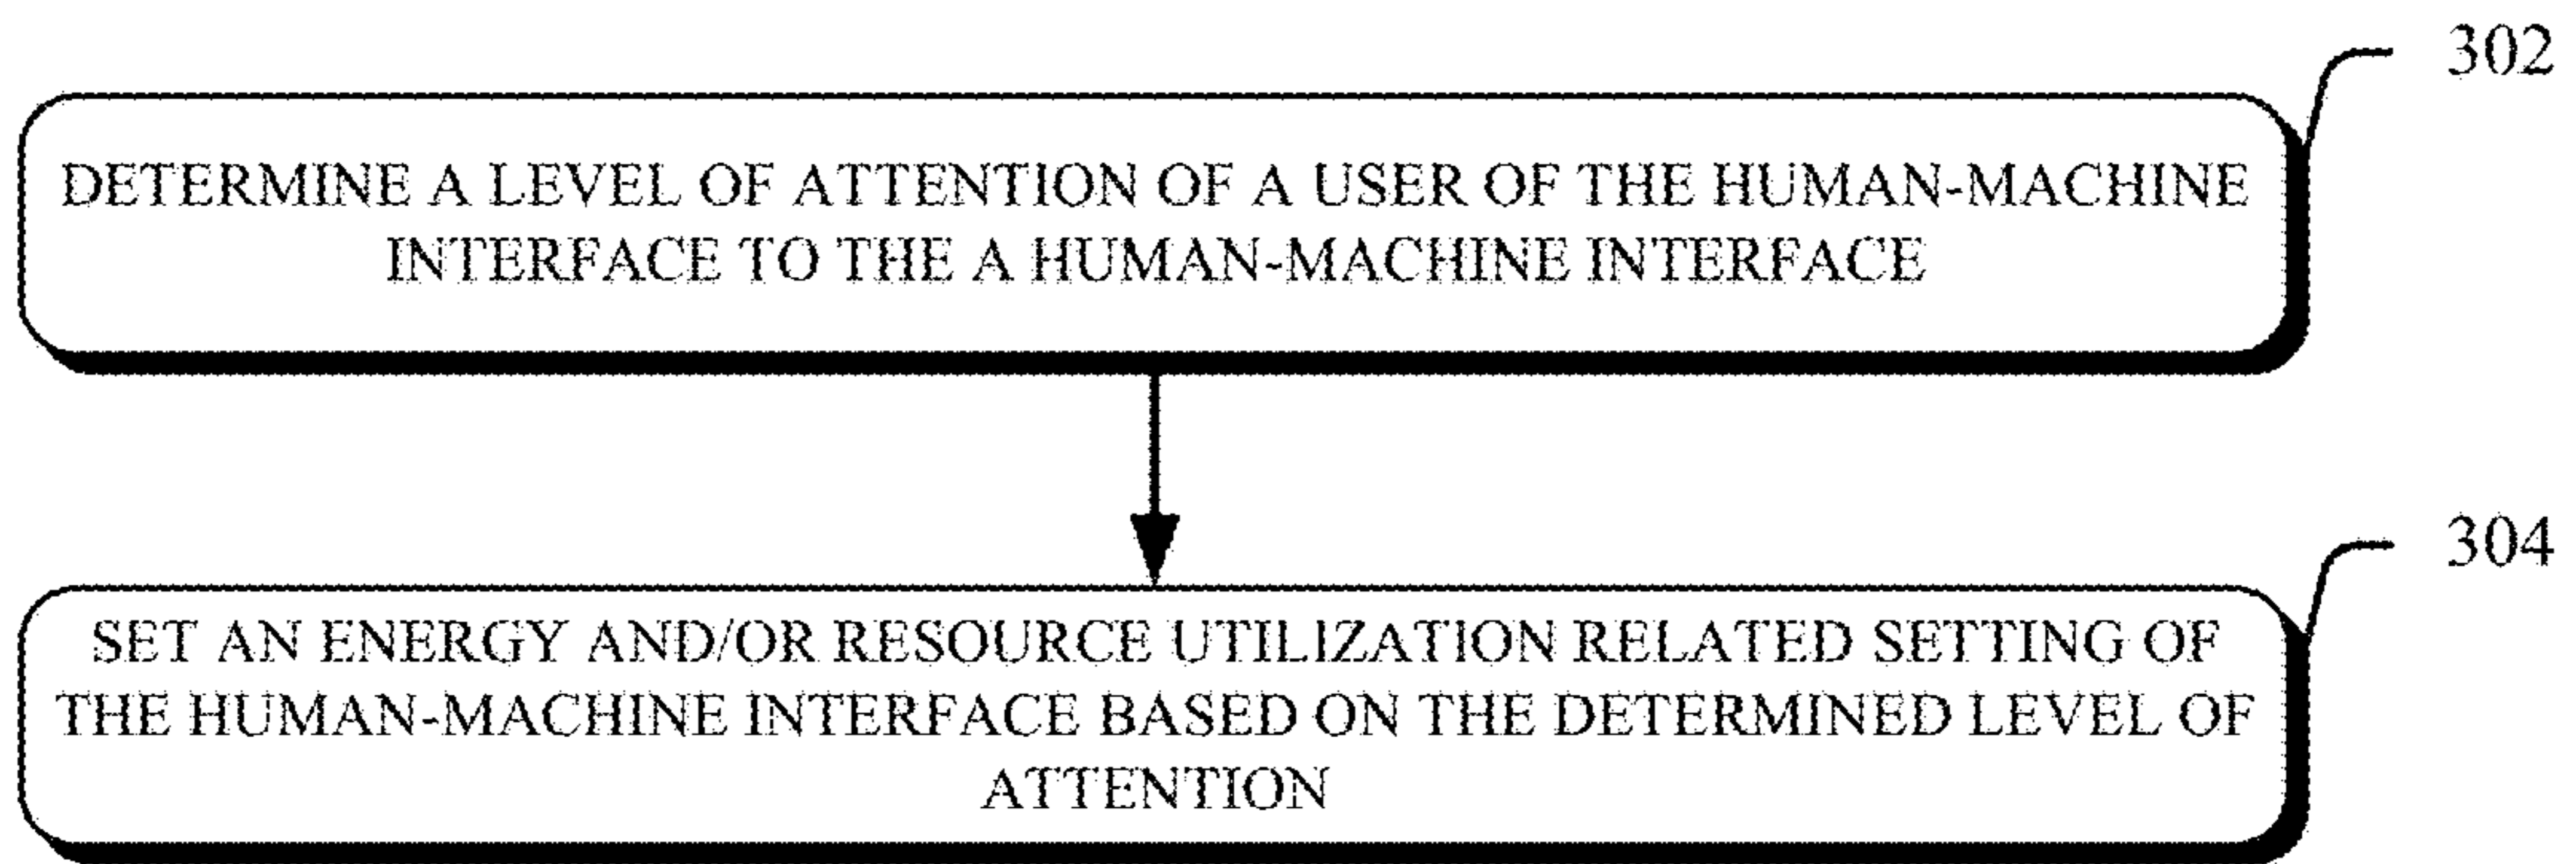 302
DETERMINE A LEVEL OF ATTENTION OF A USER OF THE HUMAN-MACHINE
INTERFACE TO THE A HUMAN-MACHINE INTERFACE
304
SET AN ENERGY AND/OR RESOURCE UTILIZATION RELATED SETTING OF
THE HUMAN-MACHINE INTERFACE BASED ON THE DETERMINED LEVEL OF
ATTENTION